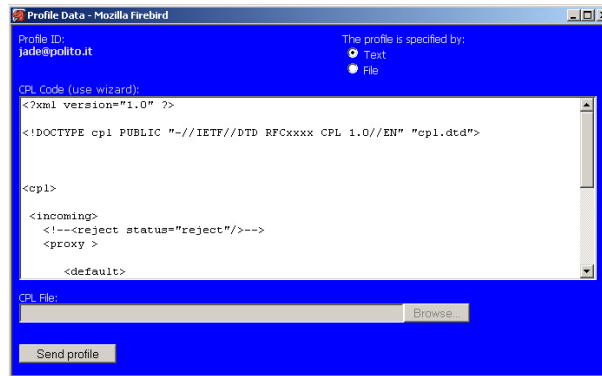 Profile Data - Mozilla Firebird
Profile ID:
jade@polito.it
The profile is specified by:
Text
File
CPL Code (use wizard):
<?xml version="1.0" ?>
<!DOCTYPE cpl PUBLIC "-//IETF//DTD RFCxxxx CPL 1.0//EN" "cpl.dtd">
<cpl>
<incoming>
<!--<reject status="reject"/>-->
<proxy >
<default>
CPL File:
Browse...
Send profile